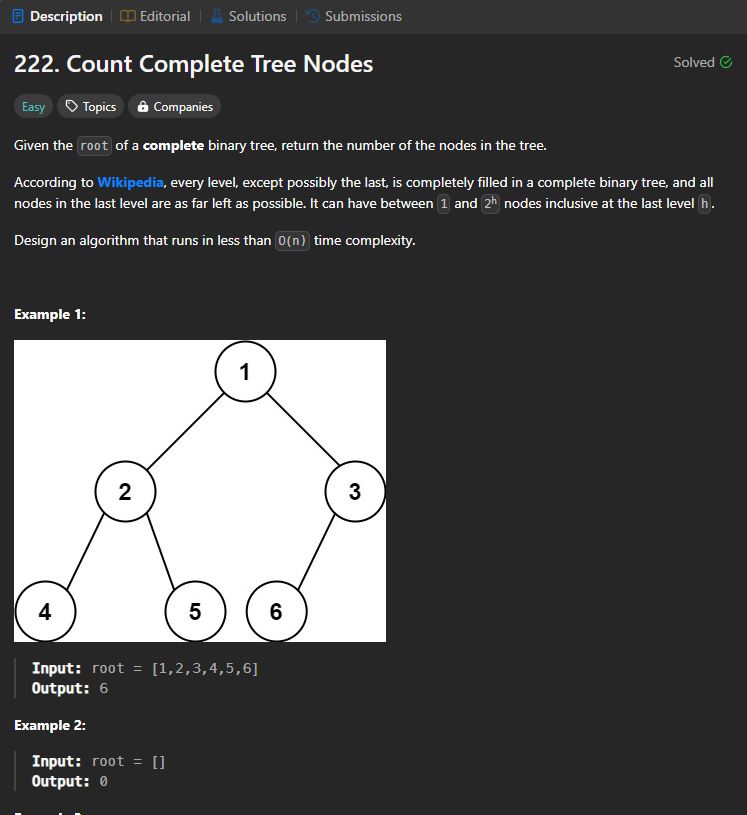 Description | Editorial | Solutions | Submissions
222. Count Complete Tree Nodes
Solved
Easy Topics Companies
Given the root of a complete binary tree, return the number of the nodes in the tree.
According to Wikipedia, every level, except possibly the last, is completely filled in a complete binary tree, and all
nodes in the last level are as far left as possible. It can have between 1 and 2ʰ nodes inclusive at the last level h.
Design an algorithm that runs in less than O(n) time complexity.
Example 1:
1
2 3
4 5 6
Input: root = [1,2,3,4,5,6]
Output: 6
Example 2:
Input: root = []
Output: 0